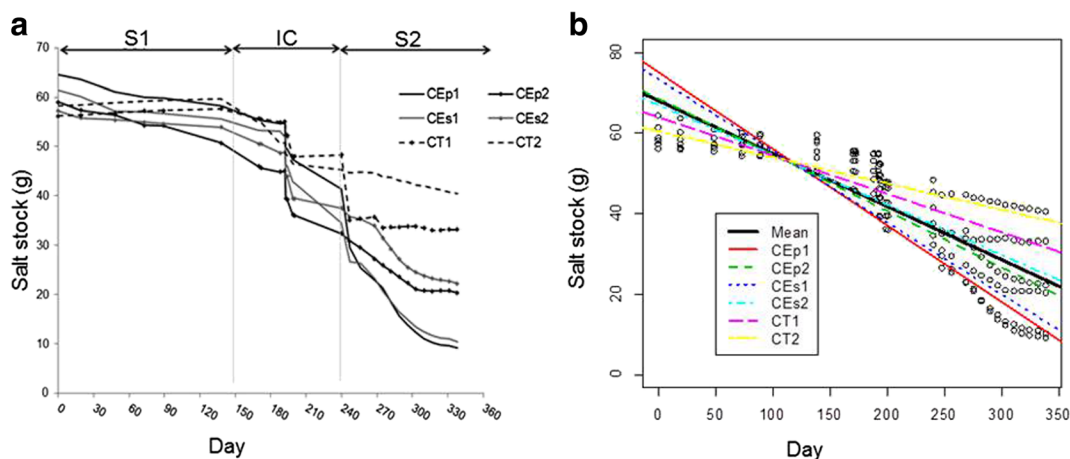 a
S1 IC S2
70
60
50
40
30
20
10
0
Salt stock (g)
CEp1 CEp2
CEs1 CEs2
CT1 CT2
0 30 60 90 120 150 180 210 240 270 300 330 360
Day
b
80
60
40
20
0
Salt stock (g)
Mean
CEp1
CEp2
CEs1
CEs2
CT1
CT2
0 50 100 150 200 250 300 350
Day